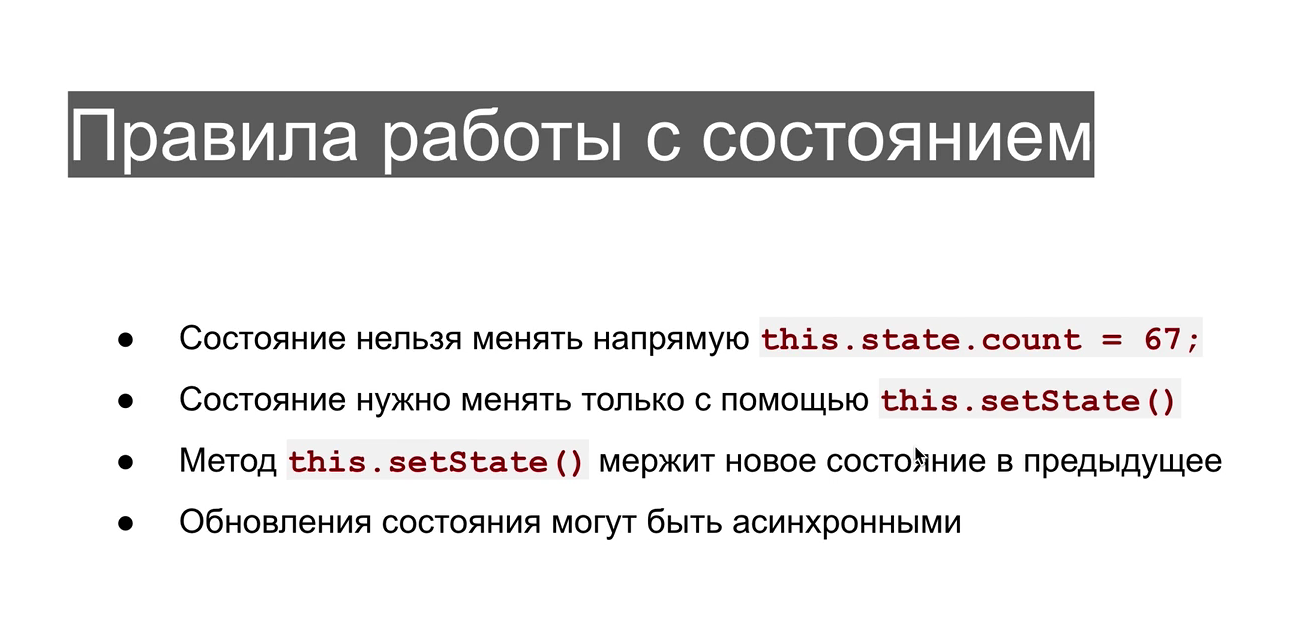 Правила работы с состоянием
● Состояние нельзя менять напрямую this.state.count = 67;
● Состояние нужно менять только с помощью this.setState()
● Метод this.setState() мержит новое состояние в предыдущее
● Обновления состояния могут быть асинхронными